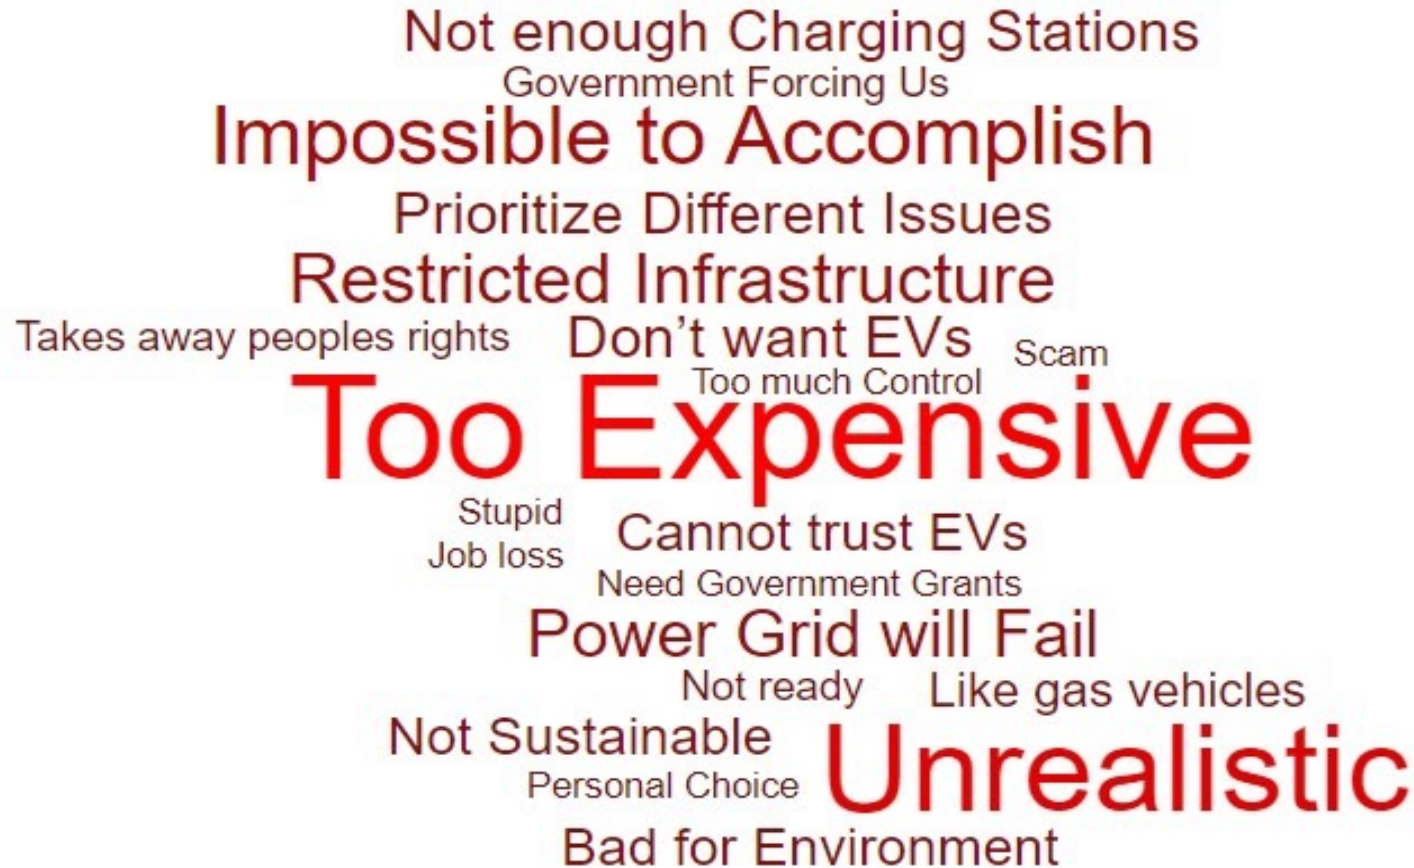 Not enough Charging Stations
Government Forcing Us
Impossible to Accomplish
Prioritize Different Issues
Restricted Infrastructure
Takes away peoples rights
Don’t want EVs
Scam
Too much Control
Too Expensive
Stupid
Cannot trust EVs
Job loss
Need Government Grants
Power Grid will Fail
Not ready
Like gas vehicles
Not Sustainable
Unrealistic
Personal Choice
Bad for Environment